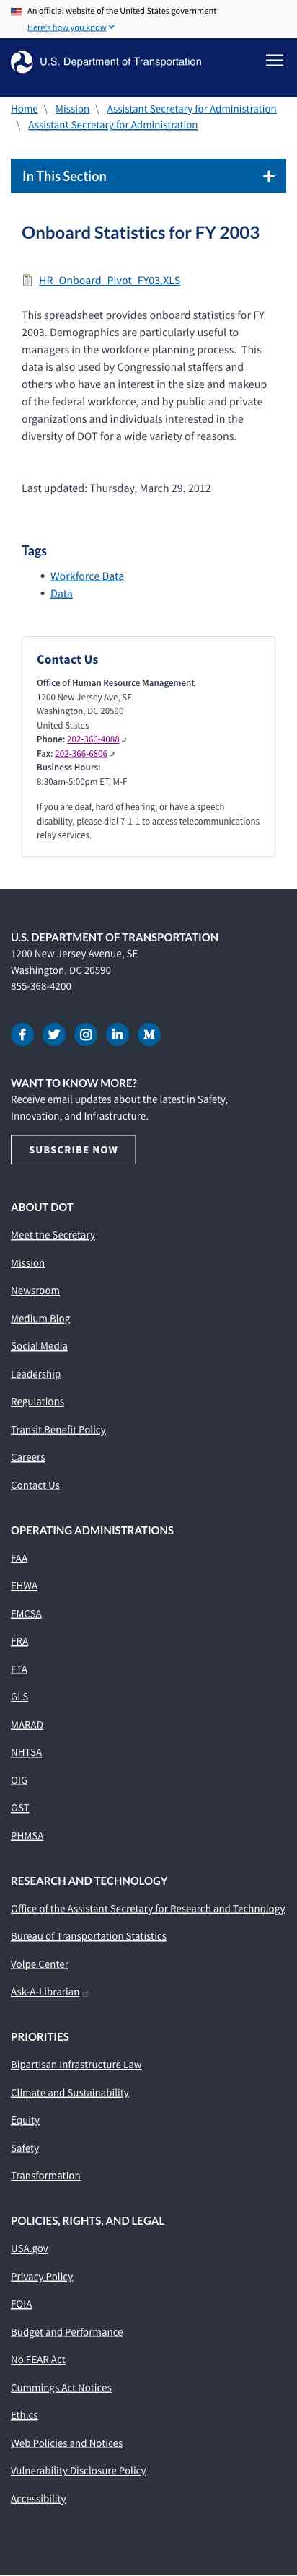 An official website of the United States government
Here's how you know
U.S. Department of Transportation
Home \ Mission \ Assistant Secretary for Administration
\ Assistant Secretary for Administration
In This Section
Onboard Statistics for FY 2003
HR_Onboard_Pivot_FY03.XLS
This spreadsheet provides onboard statistics for FY
2003. Demographics are particularly useful to
managers in the workforce planning process.  This
data is also used by Congressional staffers and
others who have an interest in the size and makeup
of the federal workforce, and by public and private
organizations and individuals interested in the
diversity of DOT for a wide variety of reasons.
Last updated: Thursday, March 29, 2012
Tags
• Workforce Data
• Data
Contact Us
Office of Human Resource Management
1200 New Jersey Ave, SE
Washington, DC 20590
United States
Phone: 202-366-4088
Fax: 202-366-6806
Business Hours:
8:30am-5:00pm ET, M-F
If you are deaf, hard of hearing, or have a speech
disability, please dial 7-1-1 to access telecommunications
relay services.
U.S. DEPARTMENT OF TRANSPORTATION
1200 New Jersey Avenue, SE
Washington, DC 20590
855-368-4200
WANT TO KNOW MORE?
Receive email updates about the latest in Safety,
Innovation, and Infrastructure.
SUBSCRIBE NOW
ABOUT DOT
Meet the Secretary
Mission
Newsroom
Medium Blog
Social Media
Leadership
Regulations
Transit Benefit Policy
Careers
Contact Us
OPERATING ADMINISTRATIONS
FAA
FHWA
FMCSA
FRA
FTA
GLS
MARAD
NHTSA
OIG
OST
PHMSA
RESEARCH AND TECHNOLOGY
Office of the Assistant Secretary for Research and Technology
Bureau of Transportation Statistics
Volpe Center
Ask-A-Librarian
PRIORITIES
Bipartisan Infrastructure Law
Climate and Sustainability
Equity
Safety
Transformation
POLICIES, RIGHTS, AND LEGAL
USA.gov
Privacy Policy
FOIA
Budget and Performance
No FEAR Act
Cummings Act Notices
Ethics
Web Policies and Notices
Vulnerability Disclosure Policy
Accessibility